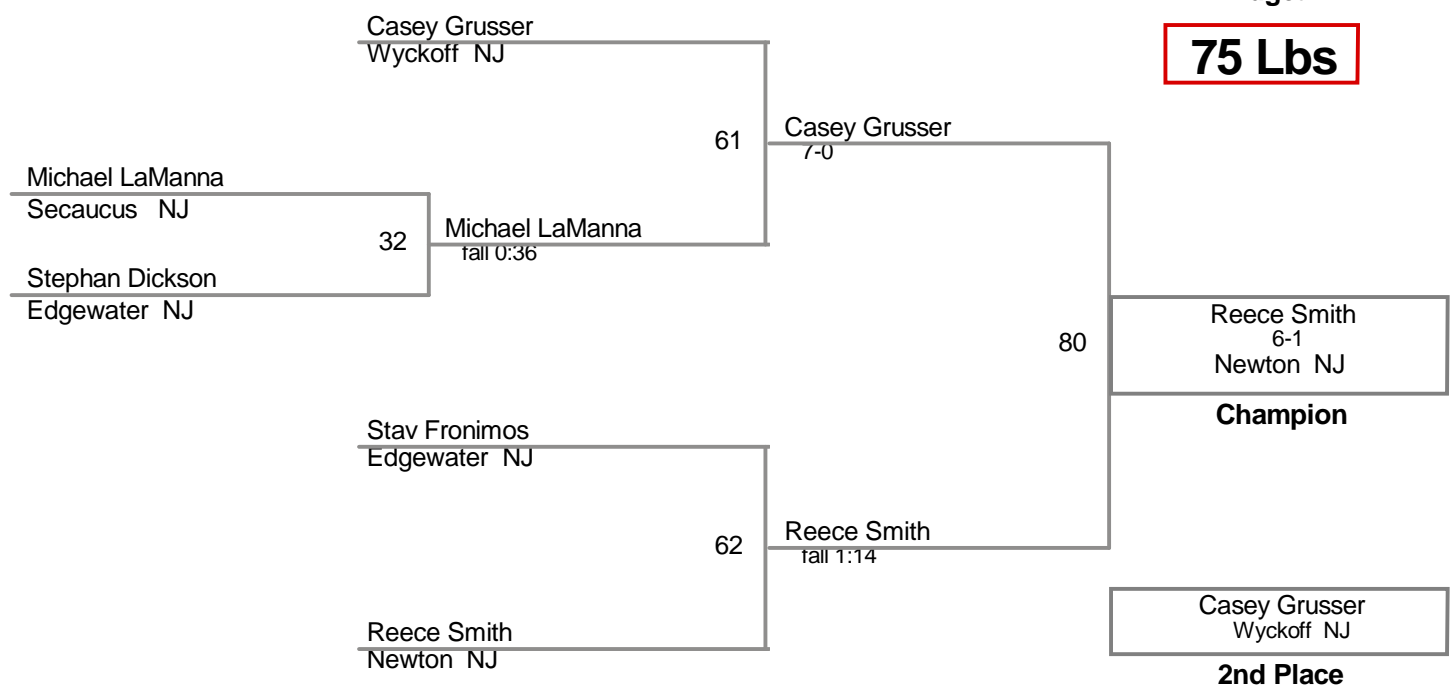 75 Lbs
Casey Grusser
Wyckoff NJ
61
Casey Grusser
7-0
Michael LaManna
Secaucus NJ
32
Michael LaManna
fall 0:36
Stephan Dickson
Edgewater NJ
80
Reece Smith
6-1
Newton NJ
Champion
Stav Fronimos
Edgewater NJ
62
Reece Smith
fall 1:14
Reece Smith
Newton NJ
Casey Grusser
Wyckoff NJ
2nd Place